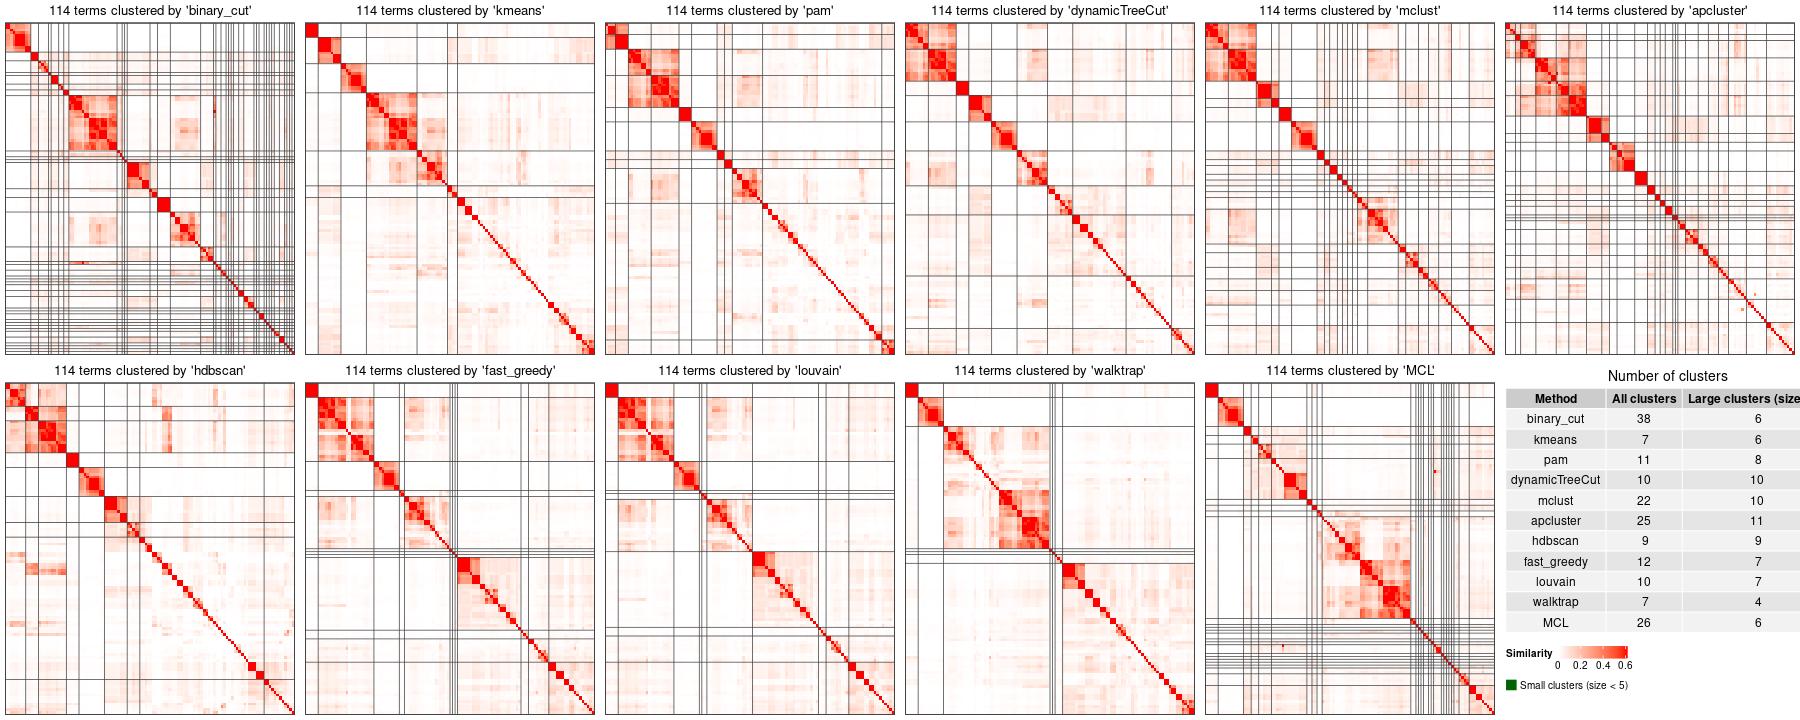 114 terms clustered by 'binary_cut'
114 terms clustered by 'kmeans'
114 terms clustered by 'pam'
114 terms clustered by 'dynamicTreeCut'
114 terms clustered by 'mclust'
114 terms clustered by 'apcluster'
114 terms clustered by 'hdbscan'
114 terms clustered by 'fast_greedy'
114 terms clustered by 'louvain'
114 terms clustered by 'walktrap'
114 terms clustered by 'MCL'
Number of clusters
Method All clusters Large clusters (size
binary_cut 38 6
kmeans 7 6
pam 11 8
dynamicTreeCut 10 10
mclust 22 10
apcluster 25 11
hdbscan 9 9
fast_greedy 12 7
louvain 10 7
walktrap 7 4
MCL 26 6
Similarity
0 0.2 0.4 0.6
Small clusters (size < 5)